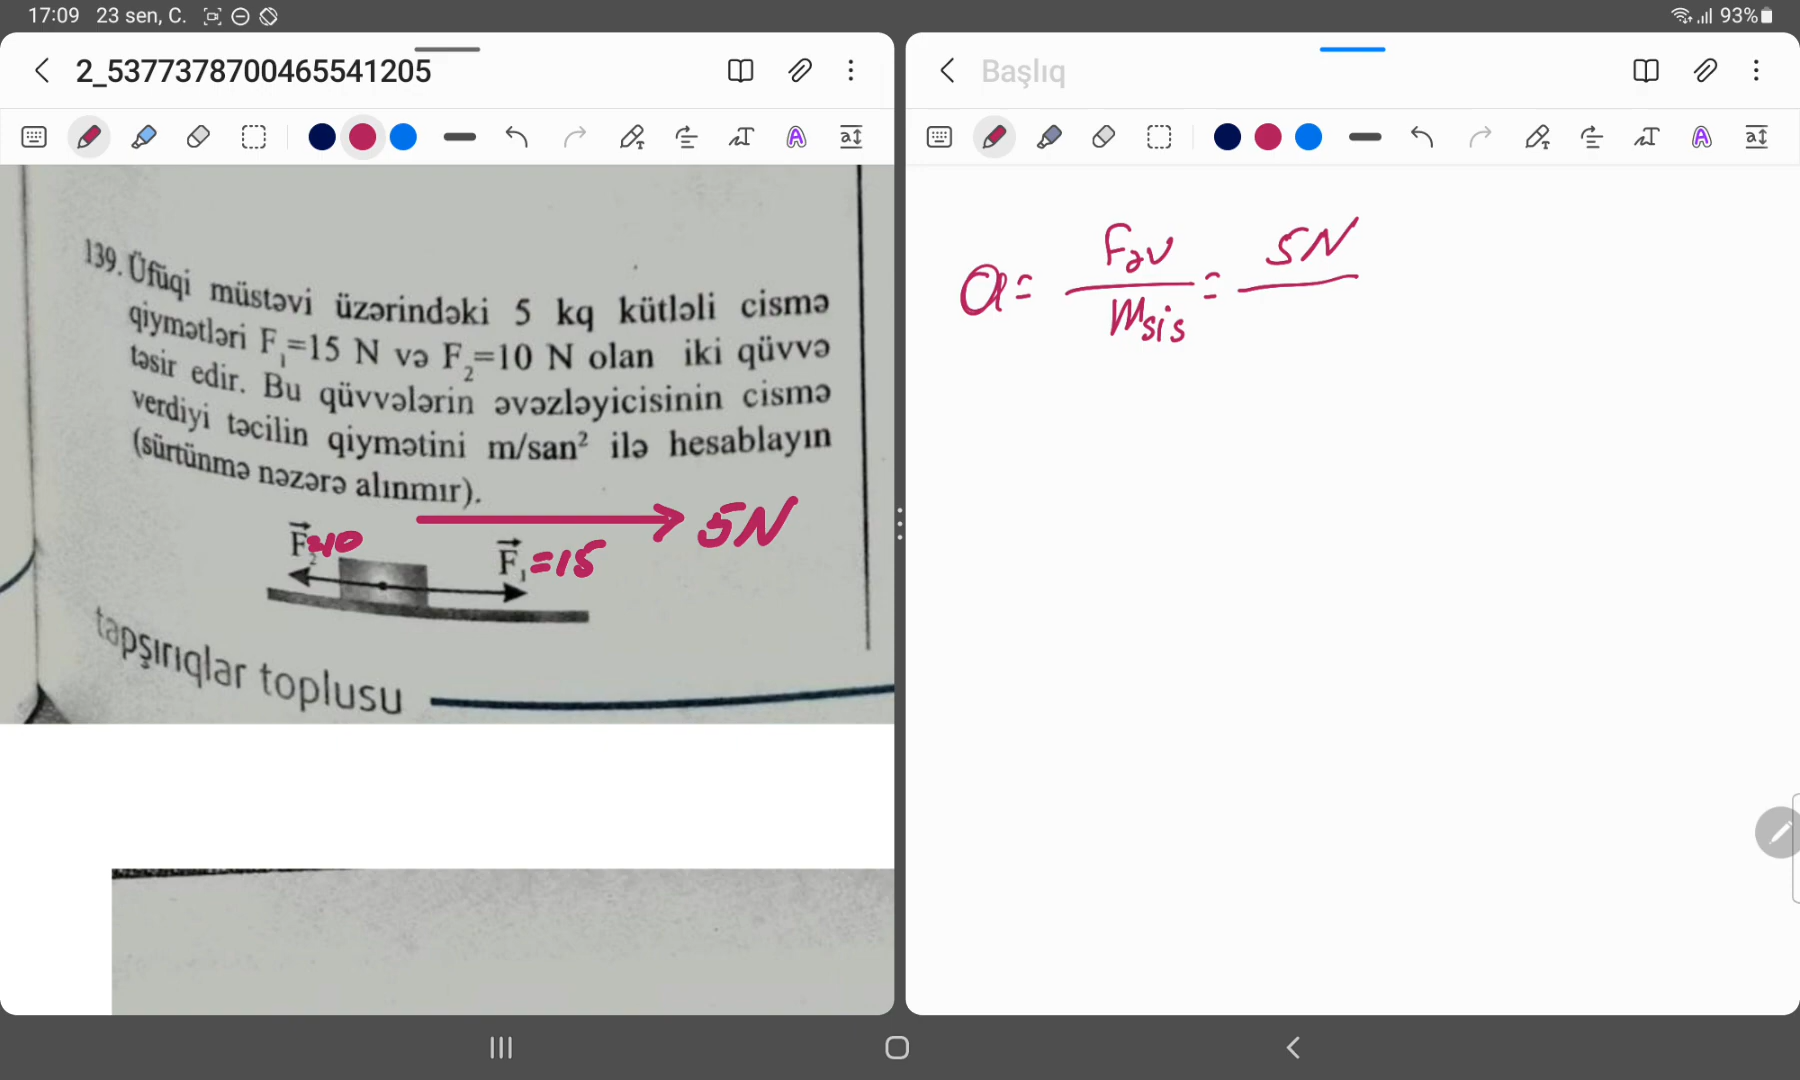 17:09 23 sen, C.
93%
2_5377378700465541205
Başlıq
139. Üfüqi müstəvi üzərindəki 5 kq kütləli cismə
qiymətləri F₁=15 N və F₂=10 N olan iki qüvvə
təsir edir. Bu qüvvələrin əvəzləyicisinin cismə
verdiyi təcilin qiymətini m/san² ilə hesablayın
(sürtünmə nəzərə alınmır).
5N
F₂=10
F₁=15
tapşırıqlar toplusu
a= Fəv / msis = 5N